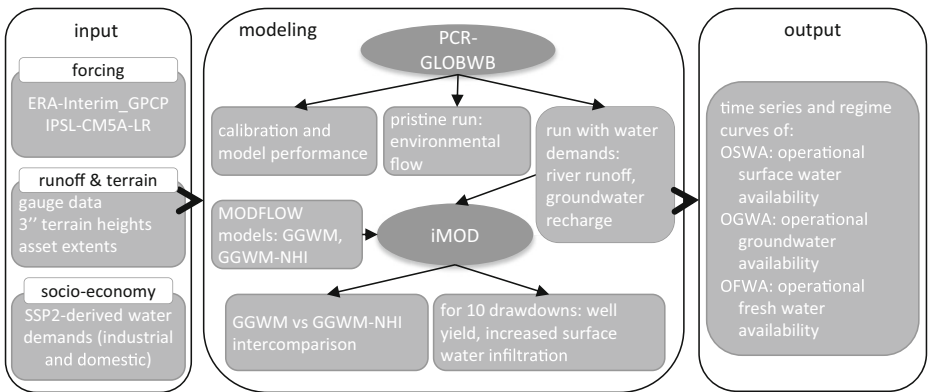 input
forcing
ERA-Interim_GPCP
IPSL-CM5A-LR
runoff & terrain
gauge data
3’’ terrain heights
asset extents
socio-economy
SSP2-derived water
demands (industrial
and domestic)
modeling
PCR-
GLOBWB
calibration and
model performance
pristine run:
environmental
flow
run with water
demands:
river runoff,
groundwater
recharge
MODFLOW
models: GGWM,
GGWM-NHI
iMOD
GGWM vs GGWM-NHI
intercomparison
for 10 drawdowns: well
yield, increased surface
water infiltration
output
time series and regime
curves of:
OSWA: operational
surface water
availability
OGWA: operational
groundwater
availability
OFWA: operational
fresh water
availability